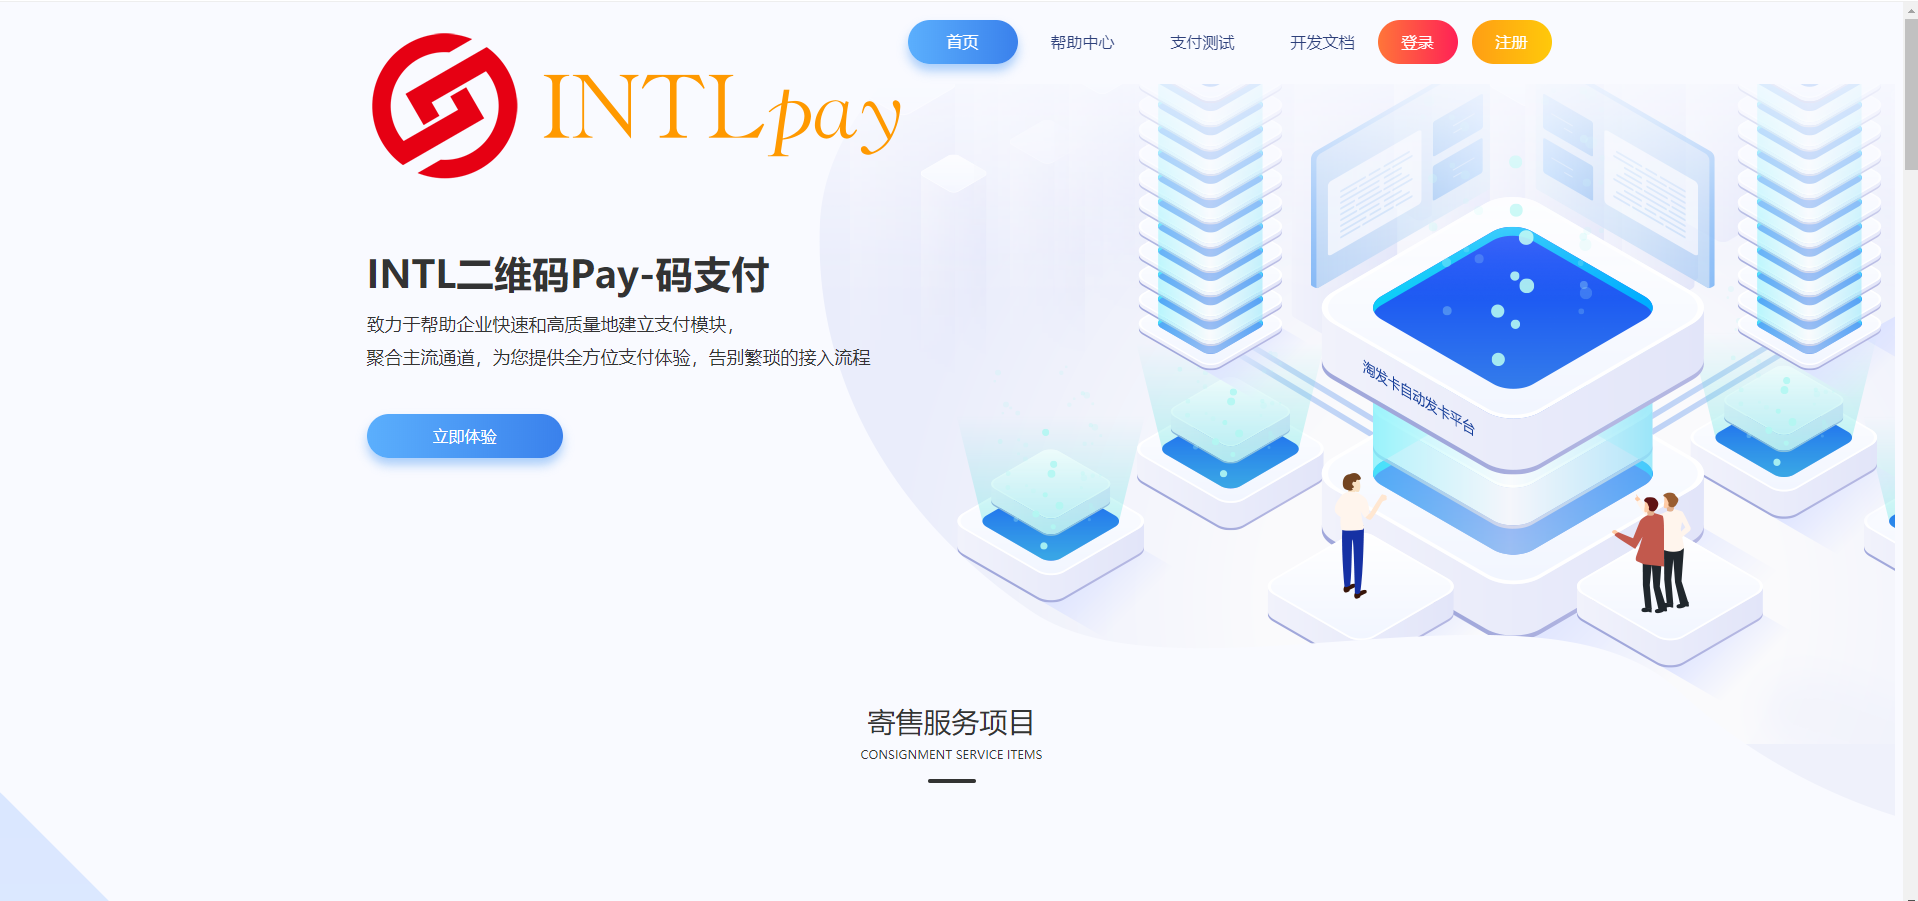 首页
帮助中心
支付测试
开发文档
登录
注册
INTLpay
INTL二维码Pay-码支付
致力于帮助企业快速和高质量地建立支付模块，
聚合主流通道，为您提供全方位支付体验，告别繁琐的接入流程
立即体验
淘发卡自动发卡平台
寄售服务项目
CONSIGNMENT SERVICE ITEMS